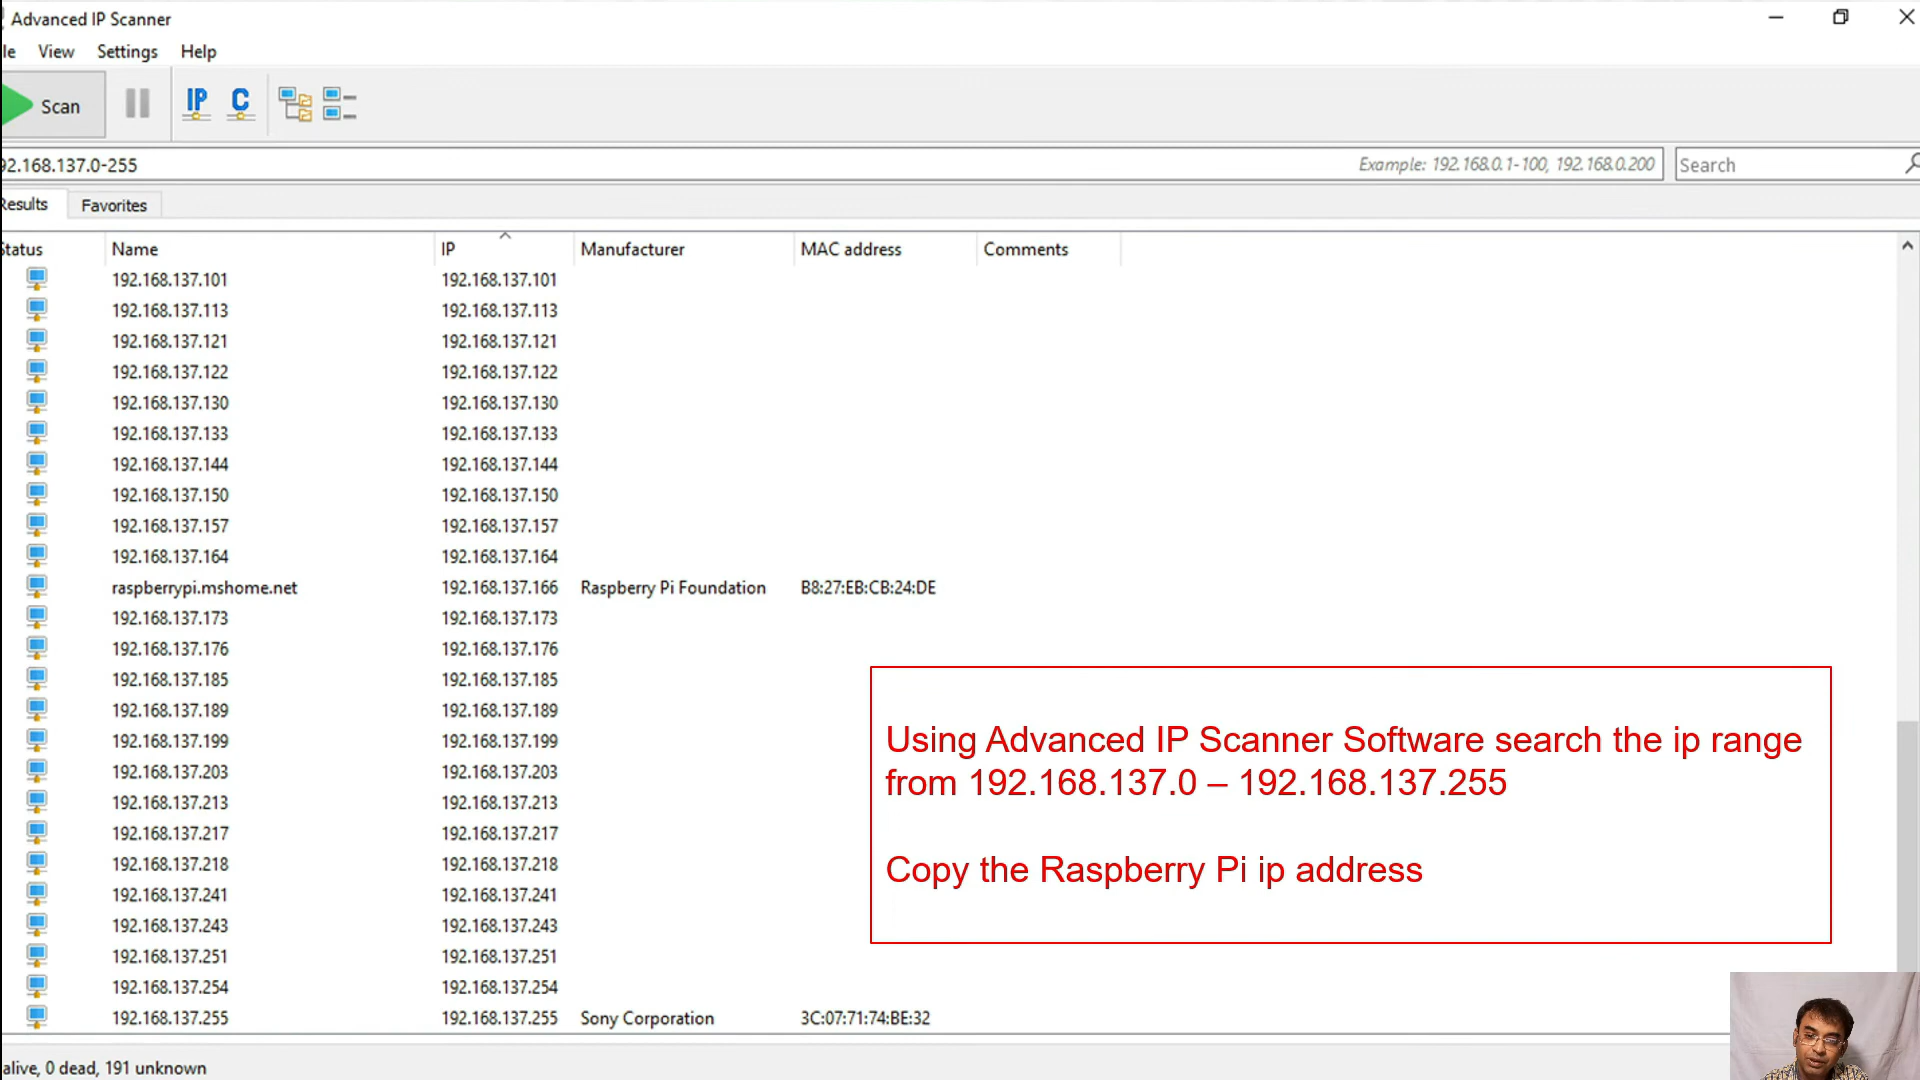 Advanced IP Scanner
le View Settings Help
Scan IP C
92.168.137.0-255 Example: 192.168.0.1-100, 192.168.0.200 Search
Results Favorites
Status Name IP Manufacturer MAC address Comments
192.168.137.101 192.168.137.101
192.168.137.113 192.168.137.113
192.168.137.121 192.168.137.121
192.168.137.122 192.168.137.122
192.168.137.130 192.168.137.130
192.168.137.133 192.168.137.133
192.168.137.144 192.168.137.144
192.168.137.150 192.168.137.150
192.168.137.157 192.168.137.157
192.168.137.164 192.168.137.164
raspberrypi.mshome.net 192.168.137.166 Raspberry Pi Foundation B8:27:EB:CB:24:DE
192.168.137.173 192.168.137.173
192.168.137.176 192.168.137.176
192.168.137.185 192.168.137.185
192.168.137.189 192.168.137.189
192.168.137.199 192.168.137.199
192.168.137.203 192.168.137.203
192.168.137.213 192.168.137.213
192.168.137.217 192.168.137.217
192.168.137.218 192.168.137.218
192.168.137.241 192.168.137.241
192.168.137.243 192.168.137.243
192.168.137.251 192.168.137.251
192.168.137.254 192.168.137.254
192.168.137.255 192.168.137.255 Sony Corporation 3C:07:71:74:BE:32
Using Advanced IP Scanner Software search the ip range
from 192.168.137.0 – 192.168.137.255
Copy the Raspberry Pi ip address
alive, 0 dead, 191 unknown